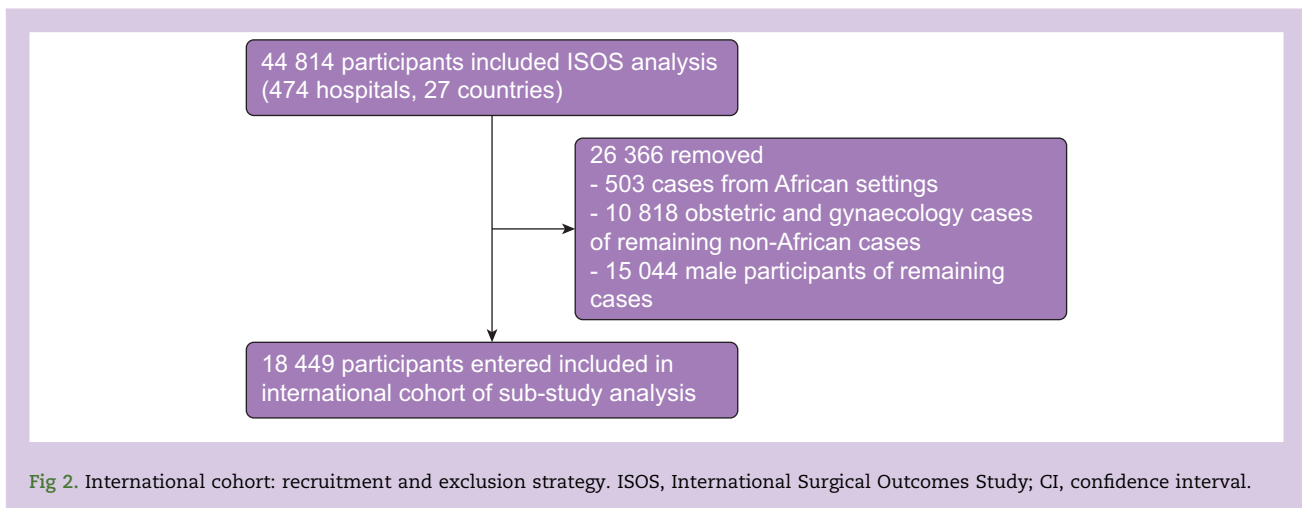 44 814 participants included ISOS analysis
(474 hospitals, 27 countries)
26 366 removed
- 503 cases from African settings
- 10 818 obstetric and gynaecology cases
of remaining non-African cases
- 15 044 male participants of remaining
cases
18 449 participants entered included in
international cohort of sub-study analysis
Fig 2. International cohort: recruitment and exclusion strategy. ISOS, International Surgical Outcomes Study; CI, confidence interval.